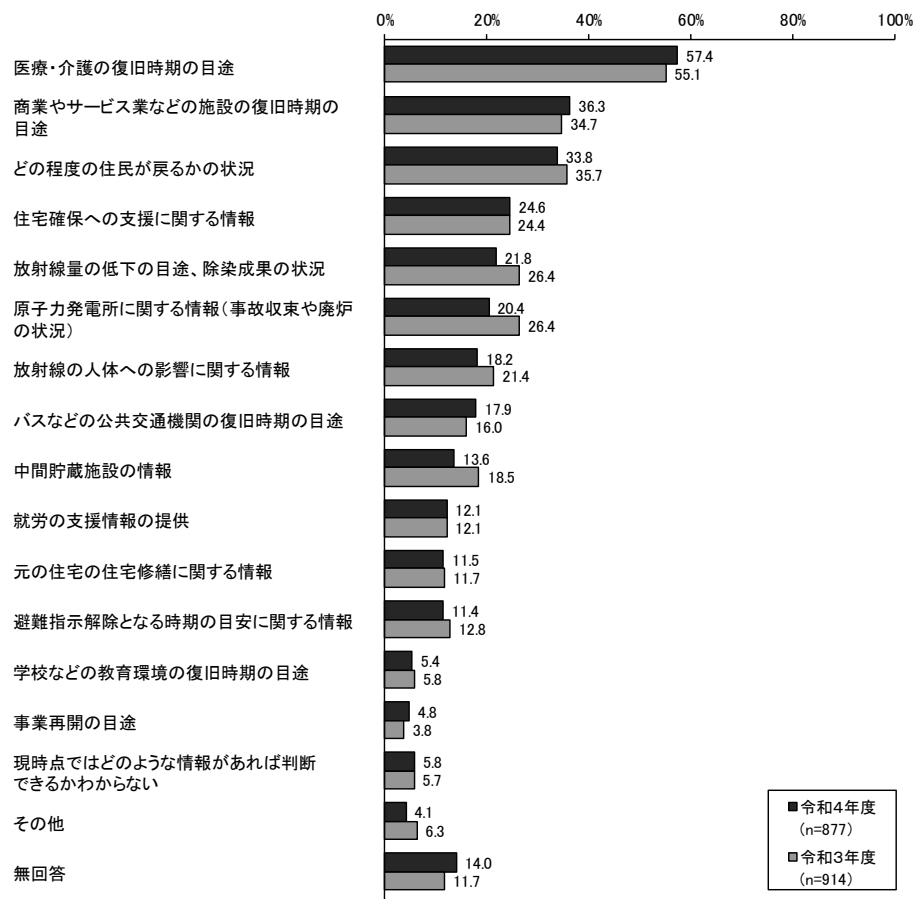 0% 20% 40% 60% 80% 100%
医療・介護の復旧時期の目途
57.4
55.1
商業やサービス業などの施設の復旧時期の
目途
36.3
34.7
どの程度の住民が戻るかの状況
33.8
35.7
住宅確保への支援に関する情報
24.6
24.4
放射線量の低下の目途、除染成果の状況
21.8
26.4
原子力発電所に関する情報（事故収束や廃炉
の状況）
20.4
26.4
放射線の人体への影響に関する情報
18.2
21.4
バスなどの公共交通機関の復旧時期の目途
17.9
16.0
中間貯蔵施設の情報
13.6
18.5
就労の支援情報の提供
12.1
12.1
元の住宅の住宅修繕に関する情報
11.5
11.7
避難指示解除となる時期の目安に関する情報
11.4
12.8
学校などの教育環境の復旧時期の目途
5.4
5.8
事業再開の目途
4.8
3.8
現時点ではどのような情報があれば判断
できるかわからない
5.8
5.7
その他
4.1
6.3
無回答
14.0
11.7
令和４年度
(n=877)
令和３年度
(n=914)